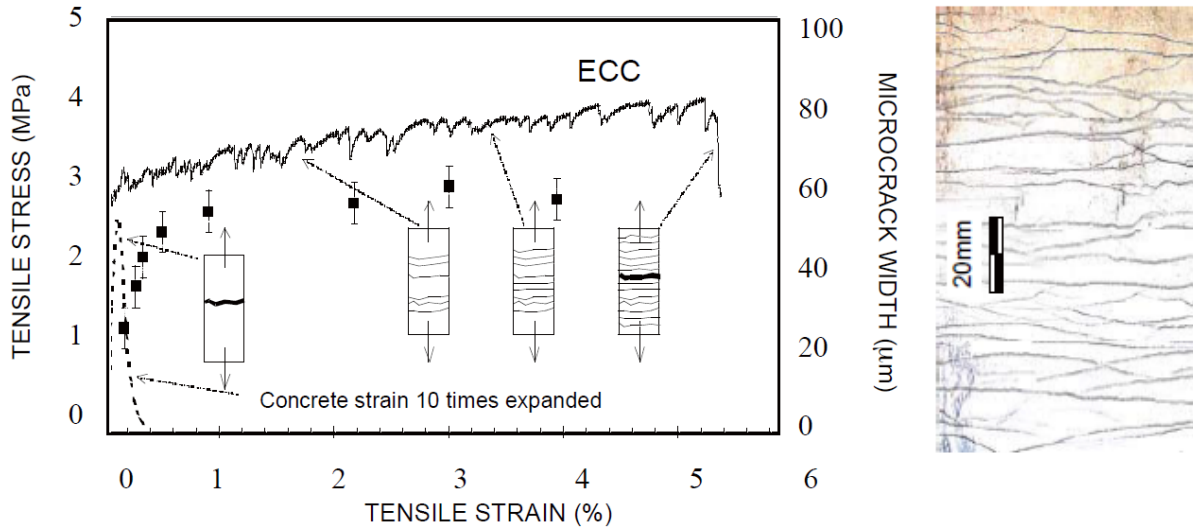 5
4
3
2
1
0
TENSILE STRESS (MPa)
ECC
Concrete strain 10 times expanded
0 1 2 3 4 5 6
TENSILE STRAIN (%)
100
80
60
40
20
0
MICROCRACK WIDTH (μm)
20mm